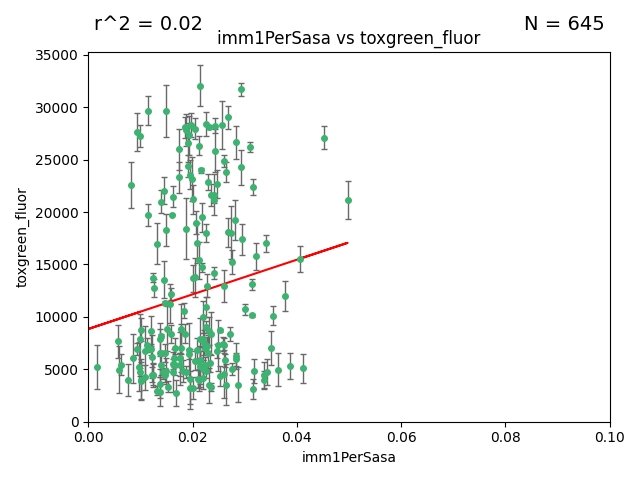 r^2 = 0.02
N = 645
imm1PerSasa vs toxgreen_fluor
35000
30000
25000
20000
15000
10000
5000
0
toxgreen_fluor
0.00
0.02
0.04
0.06
0.08
0.10
imm1PerSasa